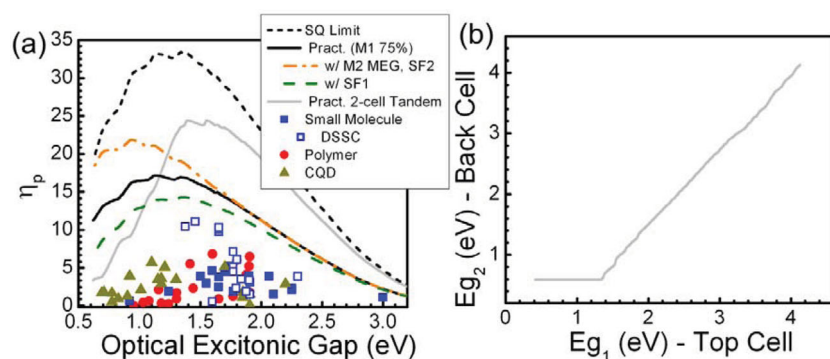 (a)
35
30
25
20
15
10
5
0
ηp
0.5 1.0 1.5 2.0 2.5 3.0
Optical Excitonic Gap (eV)
SQ Limit
Pract. (M1 75%)
w/ M2 MEG, SF2
w/ SF1
Pract. 2-cell Tandem
Small Molecule
DSSC
Polymer
CQD
(b)
4
3
2
1
0
Eg2 (eV) - Back Cell
0 1 2 3 4
Eg1 (eV) - Top Cell